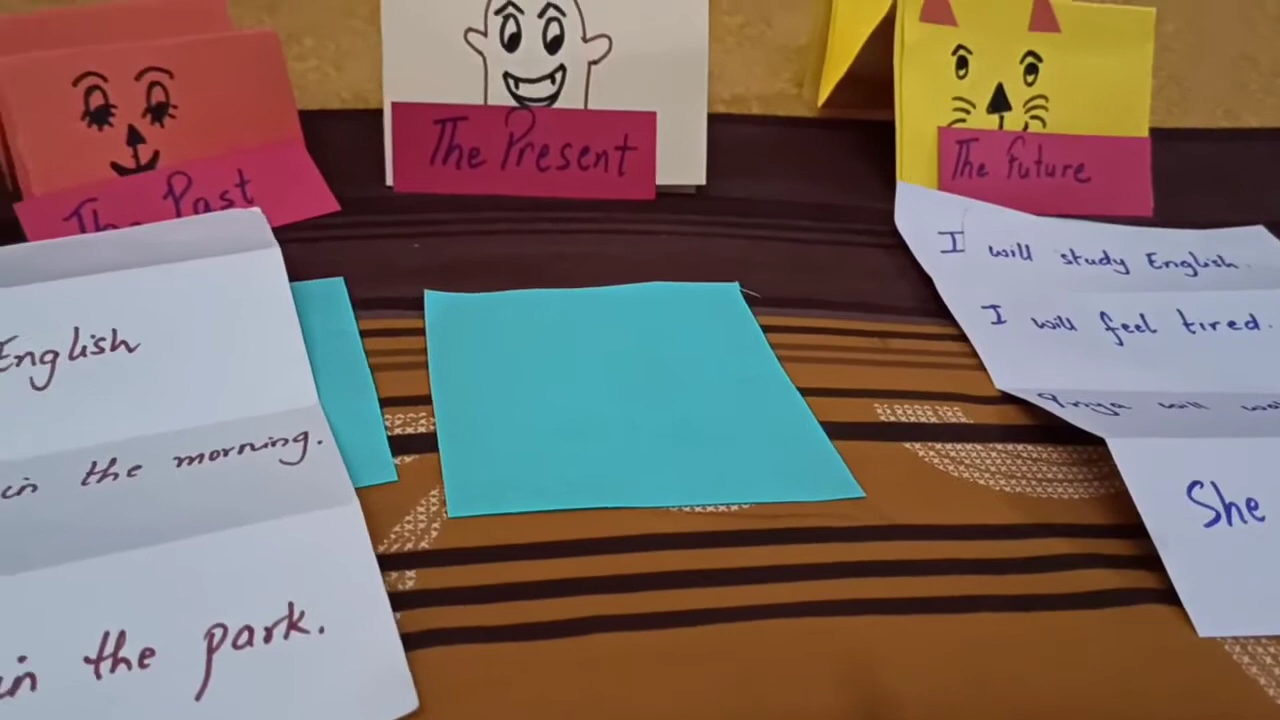 The Past
The Present
The Future
English
in the morning.
in the park.
I will study English.
I will feel tired.
will
She